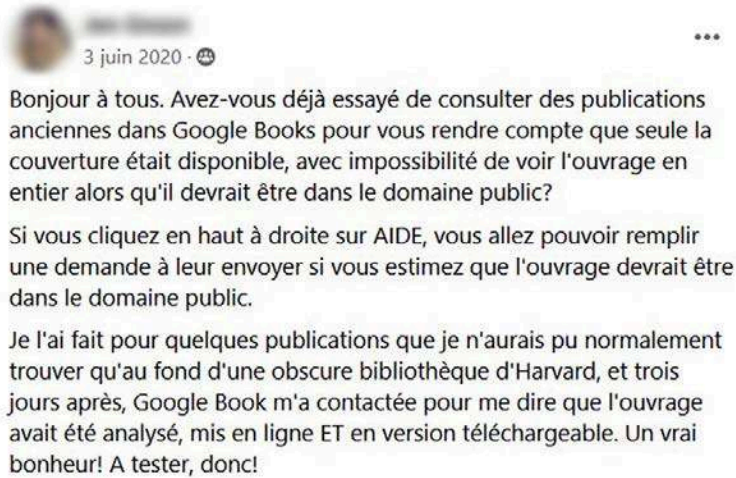 3 juin 2020 ·
Bonjour à tous. Avez-vous déjà essayé de consulter des publications
anciennes dans Google Books pour vous rendre compte que seule la
couverture était disponible, avec impossibilité de voir l'ouvrage en
entier alors qu'il devrait être dans le domaine public?
Si vous cliquez en haut à droite sur AIDE, vous allez pouvoir remplir
une demande à leur envoyer si vous estimez que l'ouvrage devrait être
dans le domaine public.
Je l'ai fait pour quelques publications que je n'aurais pu normalement
trouver qu'au fond d'une obscure bibliothèque d'Harvard, et trois
jours après, Google Book m'a contactée pour me dire que l'ouvrage
avait été analysé, mis en ligne ET en version téléchargeable. Un vrai
bonheur! A tester, donc!